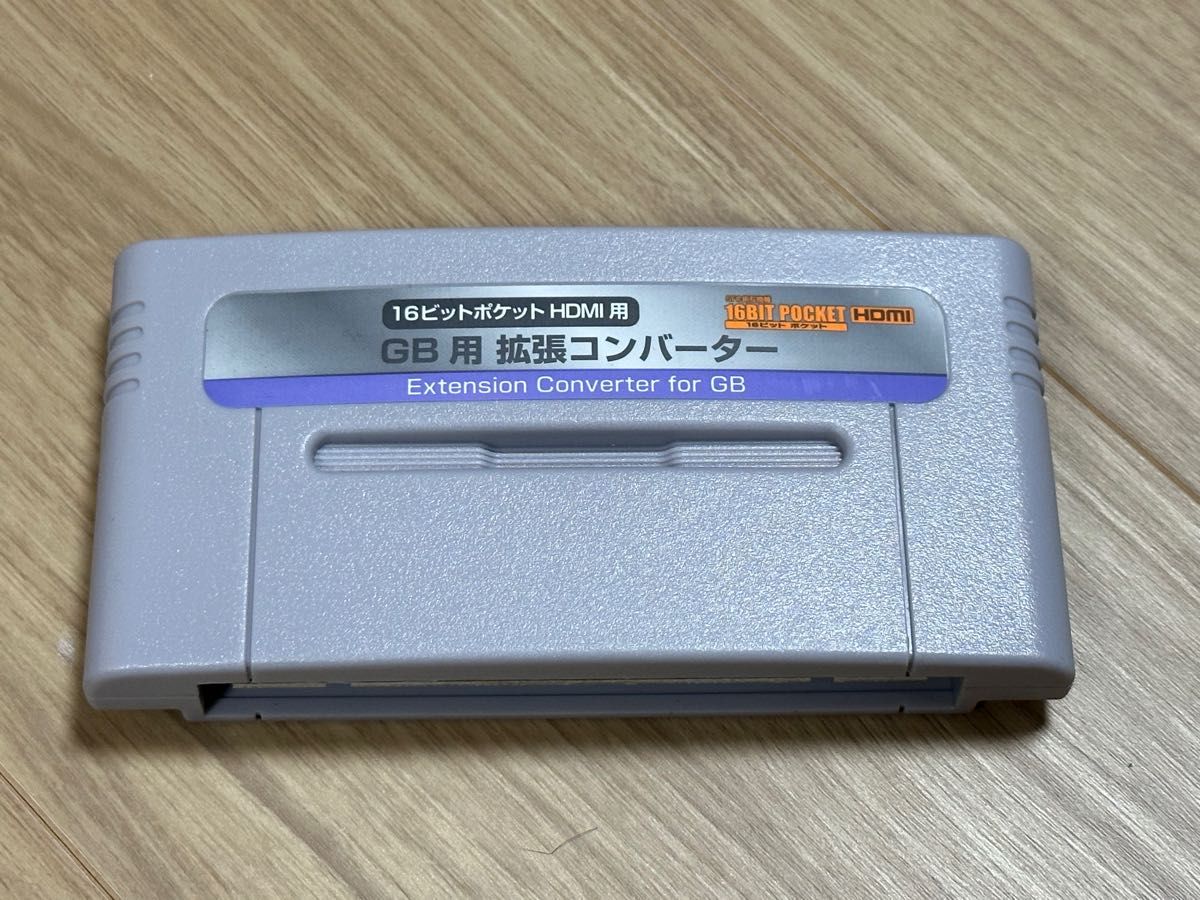 16ビットポケット HDMI 用
16BIT POCKET HDMI
16ビット ポケット
GB 用 拡張コンバーター
Extension Converter for GB